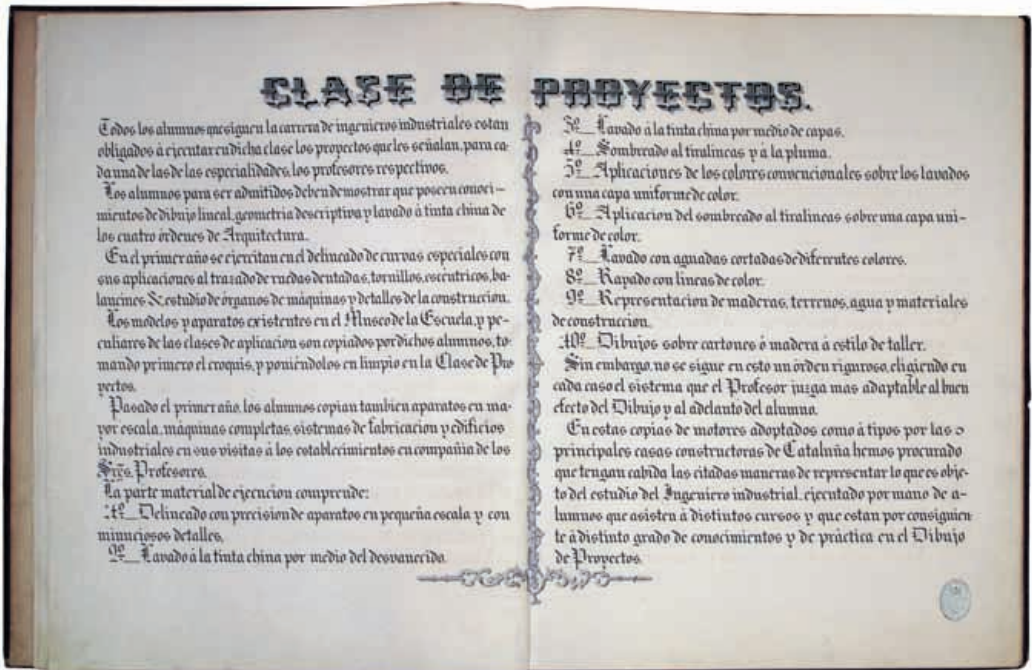 CLASE DE PROYECTOS.
Todos los alumnos que siguen la carrera de ingenieros industriales estan
obligados á ejecutar en dicha clase los proyectos que les señalan, para ca-
da una de las de las especialidades, los profesores respectivos.
Los alumnos para ser admitidos deben demostrar que poseen conoci-
mientos de dibujo lineal, geometria descriptiva y lavado á tinta china de
los cuatro órdenes de Arquitectura.
En el primer año se ejercitan en el delineado de curvas especiales con
sus aplicaciones al trazado de ruedas dentadas, tornillos, escéntricos, ba-
lancines &. estudio de órganos de máquinas y detalles de la construccion.
Los modelos y aparatos existentes en el Museo de la Escuela, y pe-
culiares de las clases de aplicacion son copiados por dichos alumnos, to-
mando primero el croquis, y poniéndolos en limpio en la Clase de Pro
yectos.
Pasado el primer año, los alumnos copian tambien aparatos en ma-
yor escala, máquinas completas, sistemas de fabricacion y edificios
industriales en sus visitas á los establecimientos en compañia de los
Sres. Profesores.
La parte material de ejecucion comprende:
1º_ Delineado con precision de aparatos en pequeña escala y con
minuciosos detalles.
2º_ Lavado á la tinta china por medio del desvanecido.
3º_ Lavado á la tinta china por medio de capas.
4º_ Sombreado al tiralineas y á la pluma.
5º_ Aplicaciones de los colores convencionales sobre los lavados
con una capa uniforme de color.
6º_ Aplicacion del sombreado al tiralineas sobre una capa uni-
forme de color.
7º_ Lavado con aguadas cortadas de diferentes colores.
8º_ Rayado con lineas de color.
9º_ Representacion de maderas, terrenos, agua y materiales
de construccion.
10º_ Dibujos sobre cartones ó madera á estilo de taller.
Sin embargo, no se sigue en esto un órden riguroso, eligiendo en
cada caso el sistema que el Profesor juzga mas adaptable al buen
efecto del Dibujo y al adelanto del alumno.
En estas copias de motores adoptados como á tipos por las
principales casas constructoras de Cataluña hemos procurado
que tengan cabida las citadas maneras de representar lo que es obje-
to del estudio del Ingeniero industrial, ejecutado por mano de a-
lumnos que asisten á distintos cursos y que estan por consiguien
te á distinto grado de conocimientos y de práctica en el Dibujo
de Proyectos.